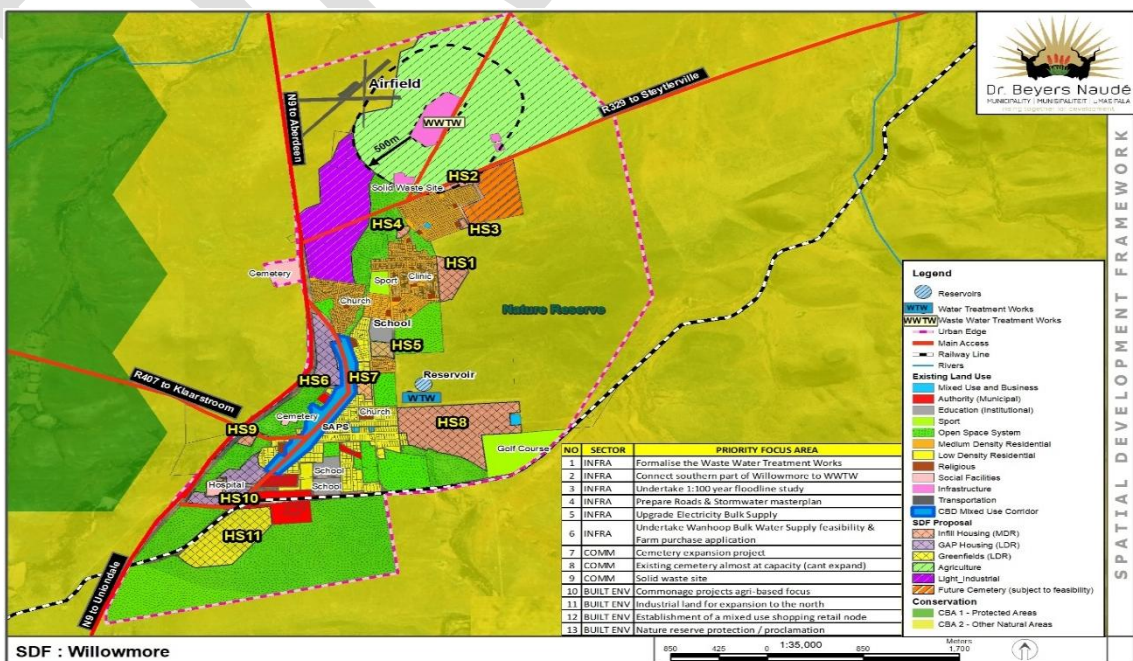 Dr. Beyers Naudé
MUNICIPALITY | MUNISIPALITEIT | uMASIPALA
SPATIAL DEVELOPMENT FRAMEWORK
Airfield
WWTW
500m
N9 to Aberdeen
R329 to Steytlerville
Solid Waste Site
HS2
HS4
HS3
HS1
Cemetery
Sport
Clinic
Church
School
Nature Reserve
HS5
HS6
HS7
Reservoir
WTW
R407 to Klaarstroom
Cemetery
Church
HS9
SAPS
HS8
Golf Course
School
School
Hospital
HS10
HS11
N9 to Uniondale
Legend
Reservoirs
WTW Water Treatment Works
WWTW Waste Water Treatment Works
Urban Edge
Main Access
Railway Line
Rivers
Existing Land Use
Mixed Use and Business
Authority (Municipal)
Education (Institutional)
Sport
Open Space System
Medium Density Residential
Low Density Residential
Religious
Social Facilities
Infrastructure
Transportation
CBD Mixed Use Corridor
SDF Proposal
Infill Housing (MDR)
GAP Housing (LDR)
Greenfields (LDR)
Agriculture
Light_Industrial
Future Cemetery (subject to feasibility)
Conservation
CBA 1 - Protected Areas
CBA 2 - Other Natural Areas
NO SECTOR PRIORITY FOCUS AREA
1 INFRA Formalise the Waste Water Treatment Works
2 INFRA Connect southern part of Willowmore to WWTW
3 INFRA Undertake 1:100 year floodline study
4 INFRA Prepare Roads & Stormwater masterplan
5 INFRA Upgrade Electricity Bulk Supply
6 INFRA Undertake Wanhoop Bulk Water Supply feasibility &
Farm purchase application
7 COMM Cemetery expansion project
8 COMM Existing cemetery almost at capacity (cant expand)
9 COMM Solid waste site
10 BUILT ENV Commonage projects agri-based focus
11 BUILT ENV Industrial land for expansion to the north
12 BUILT ENV Establishment of a mixed use shopping retail node
13 BUILT ENV Nature reserve protection / proclamation
SDF : Willowmore
1:35,000
Meters
850 425 0 850 1,700